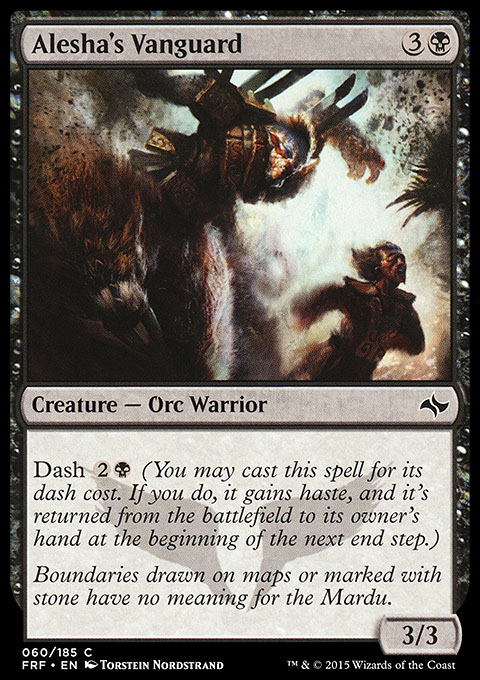 Alesha's Vanguard 3
Creature — Orc Warrior
Dash 2 (You may cast this spell for its
dash cost. If you do, it gains haste, and it's
returned from the battlefield to its owner's
hand at the beginning of the next end step.)
Boundaries drawn on maps or marked with
stone have no meaning for the Mardu.
3/3
060/185 C
FRF • EN Torstein Nordstrand
™ & © 2015 Wizards of the Coast